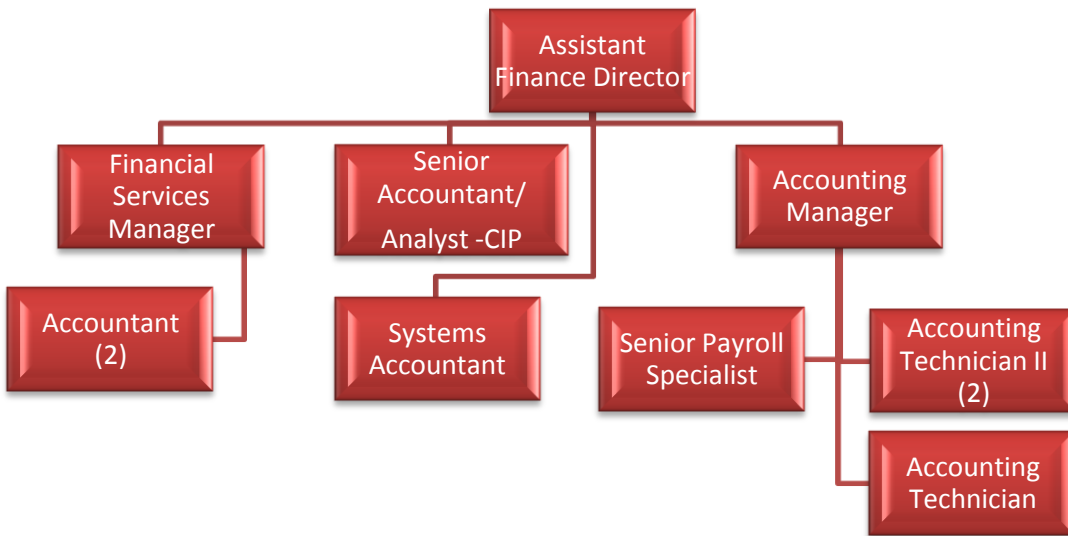 Assistant
Finance Director
Financial
Services
Manager
Senior
Accountant/
Analyst -CIP
Accounting
Manager
Accountant
(2)
Systems
Accountant
Senior Payroll
Specialist
Accounting
Technician II
(2)
Accounting
Technician